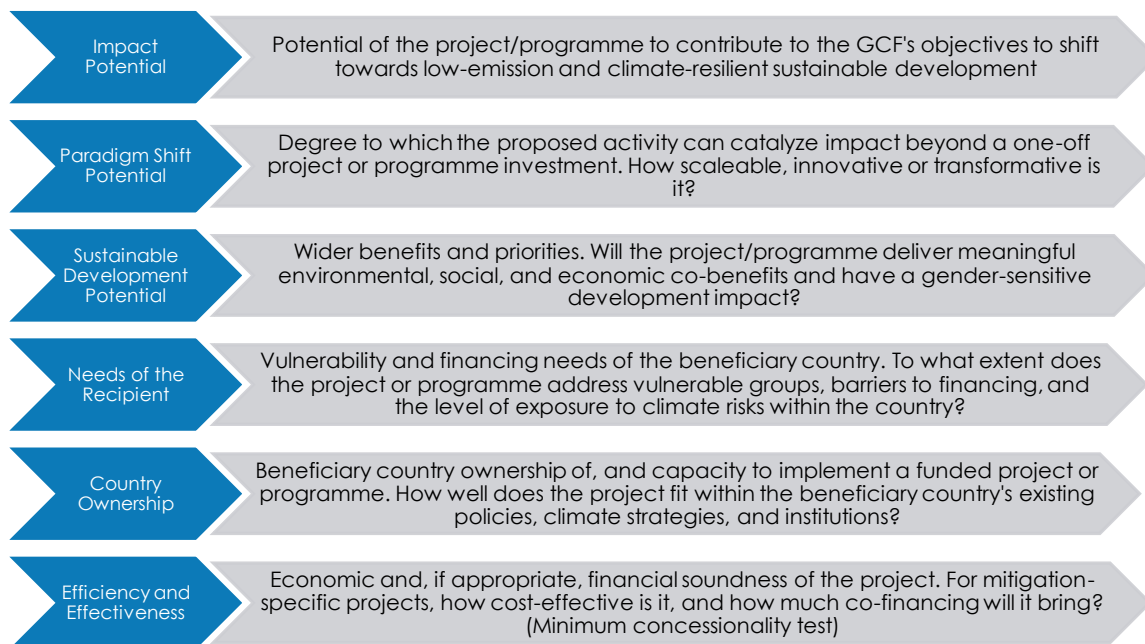 Impact
Potential
Potential of the project/programme to contribute to the GCF's objectives to shift
towards low-emission and climate-resilient sustainable development
Paradigm Shift
Potential
Degree to which the proposed activity can catalyze impact beyond a one-off
project or programme investment. How scaleable, innovative or transformative is
it?
Sustainable
Development
Potential
Wider benefits and priorities. Will the project/programme deliver meaningful
environmental, social, and economic co-benefits and have a gender-sensitive
development impact?
Needs of the
Recipient
Vulnerability and financing needs of the beneficiary country. To what extent does
the project or programme address vulnerable groups, barriers to financing, and
the level of exposure to climate risks within the country?
Country
Ownership
Beneficiary country ownership of, and capacity to implement a funded project or
programme. How well does the project fit within the beneficiary country's existing
policies, climate strategies, and institutions?
Efficiency and
Effectiveness
Economic and, if appropriate, financial soundness of the project. For mitigation-
specific projects, how cost-effective is it, and how much co-financing will it bring?
(Minimum concessionality test)